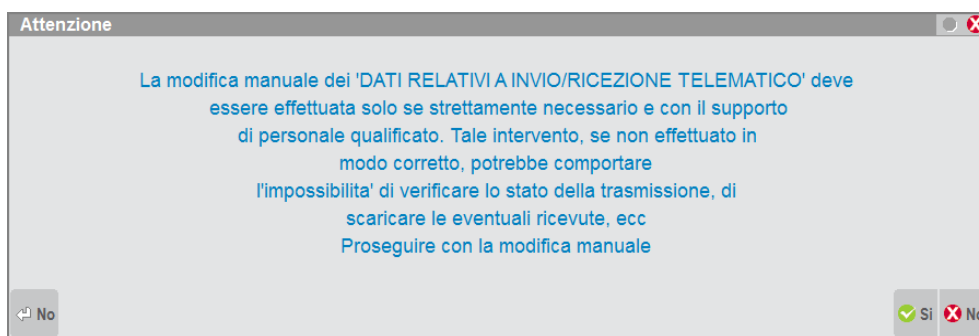 Attenzione
La modifica manuale dei 'DATI RELATIVI A INVIO/RICEZIONE TELEMATICO' deve
essere effettuata solo se strettamente necessario e con il supporto
di personale qualificato. Tale intervento, se non effettuato in
modo corretto, potrebbe comportare
l'impossibilita' di verificare lo stato della trasmissione, di
scaricare le eventuali ricevute, ecc
Proseguire con la modifica manuale
No Si No